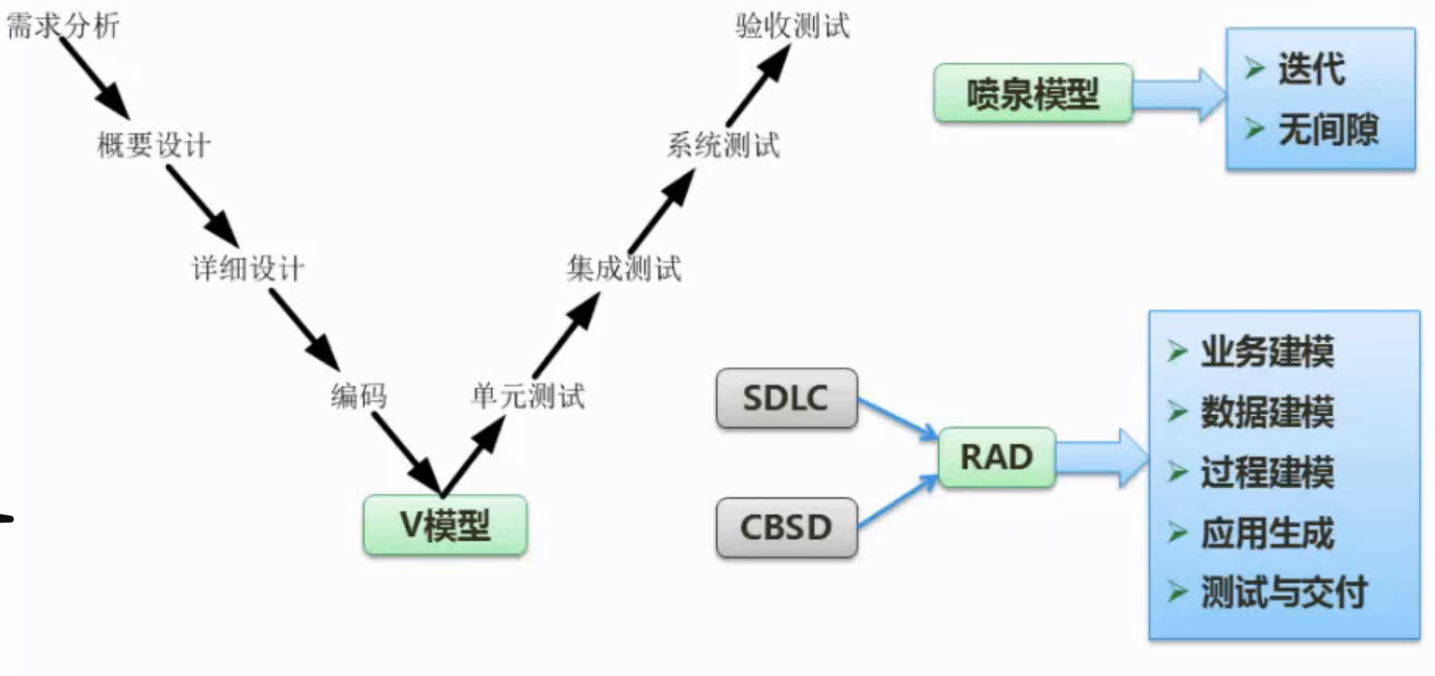 需求分析
概要设计
详细设计
编码
V模型
单元测试
集成测试
系统测试
验收测试
喷泉模型
迭代
无间隙
SDLC
CBSD
RAD
业务建模
数据建模
过程建模
应用生成
测试与交付